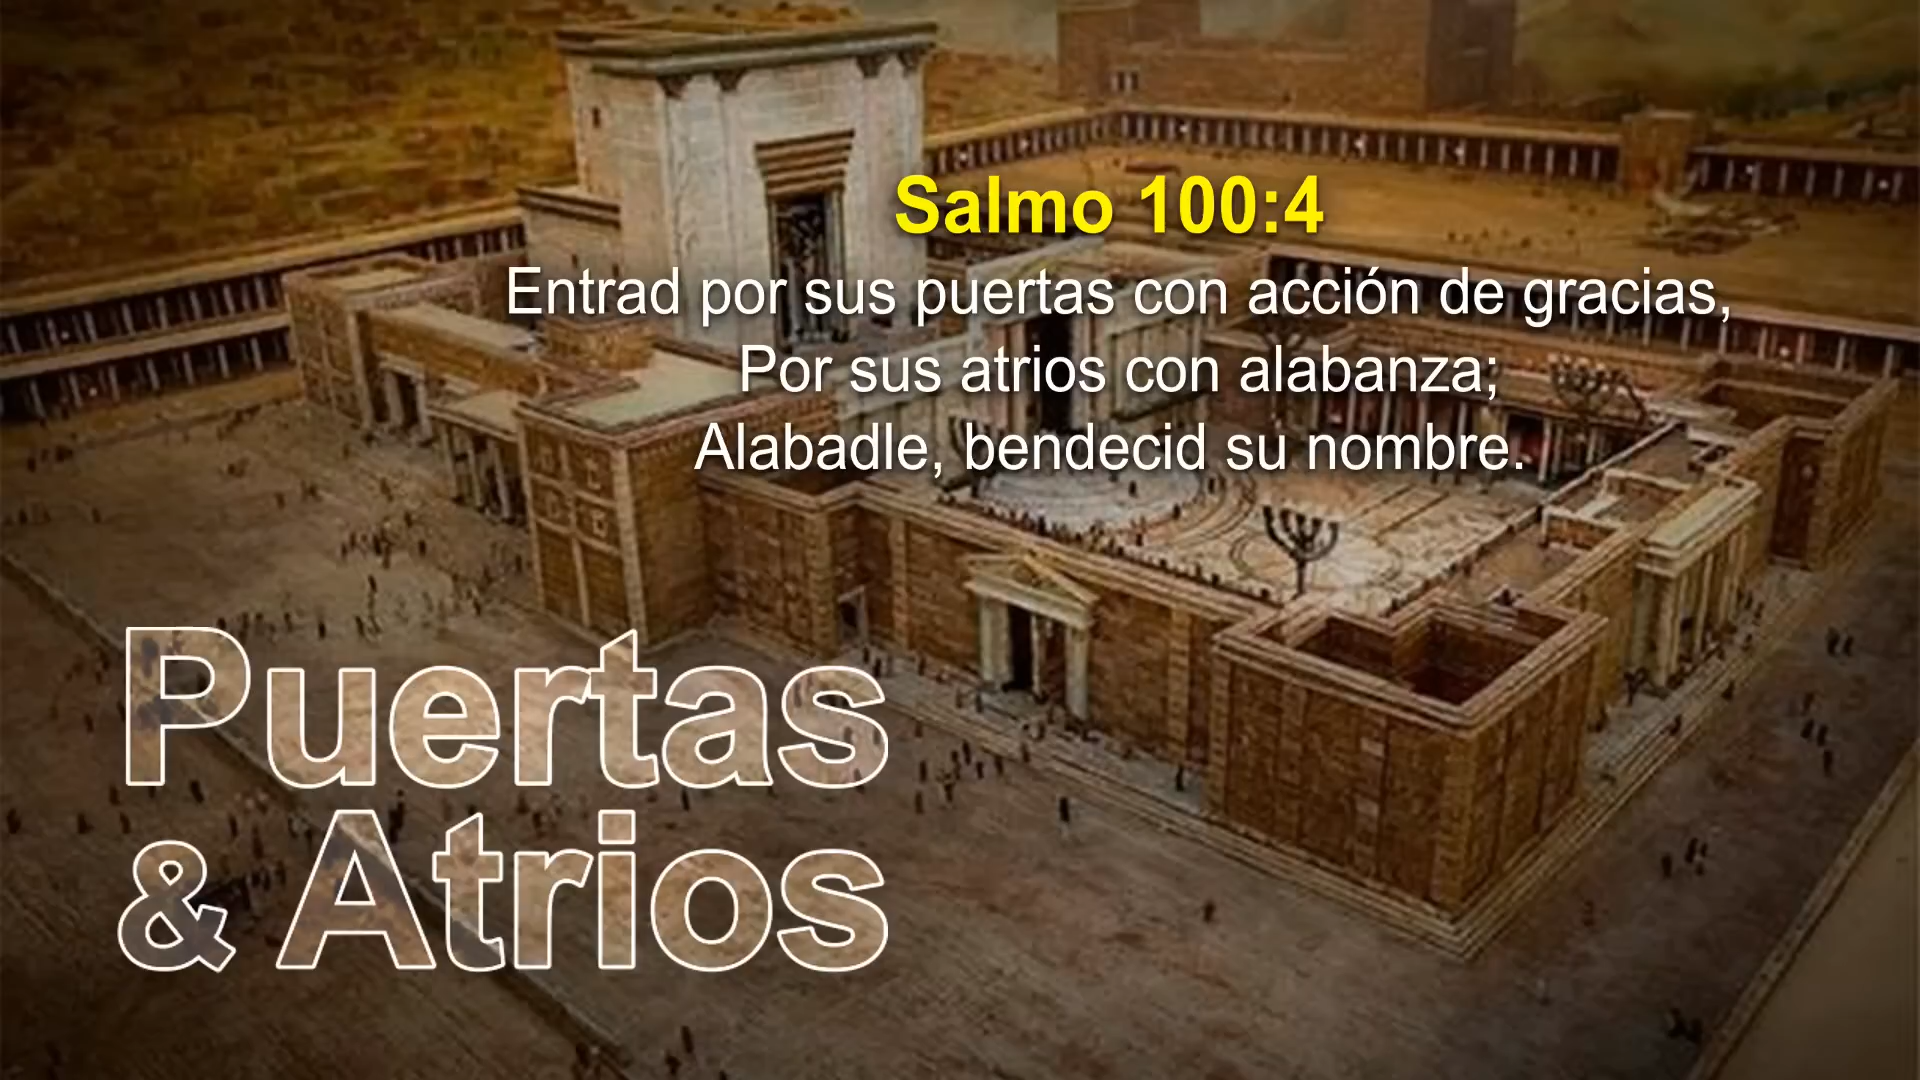 Salmo 100:4
Entrad por sus puertas con acción de gracias,
Por sus atrios con alabanza;
Alabadle, bendecid su nombre.
Puertas
& Atrios